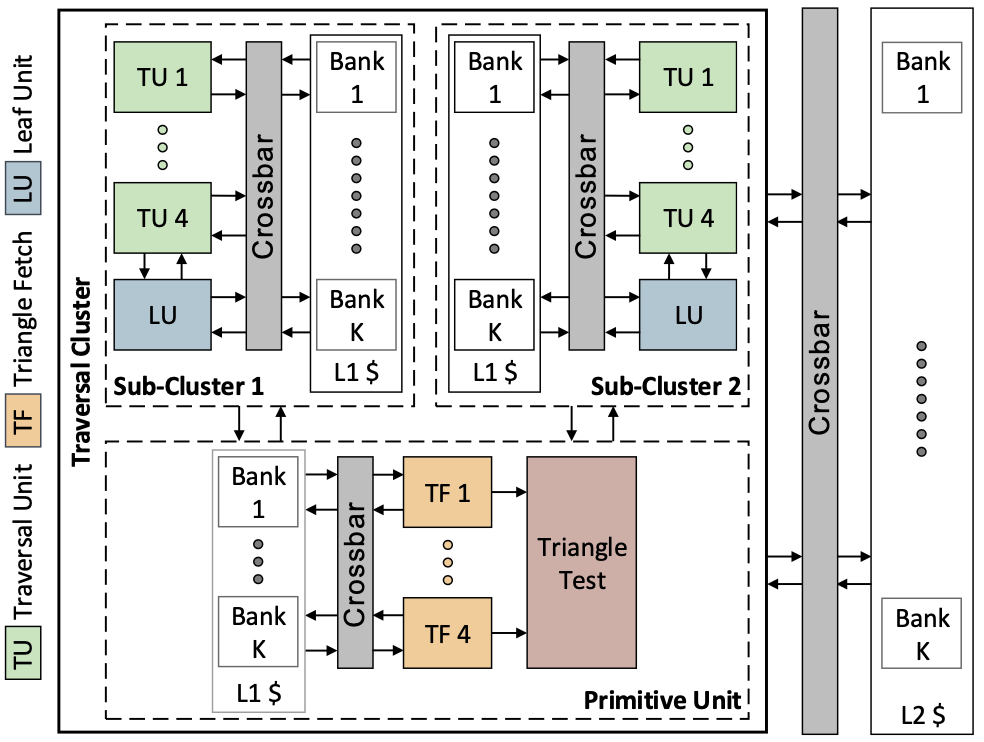 TU Traversal Unit TF Triangle Fetch LU Leaf Unit
Traversal Cluster
TU 1
TU 4
LU
Crossbar
Bank
1
Bank
K
L1 $
Sub-Cluster 1
Bank
1
Bank
K
L1 $
Crossbar
TU 1
TU 4
LU
Sub-Cluster 2
Bank
1
Bank
K
L1 $
Crossbar
TF 1
TF 4
Triangle
Test
Primitive Unit
Crossbar
Bank
1
Bank
K
L2 $